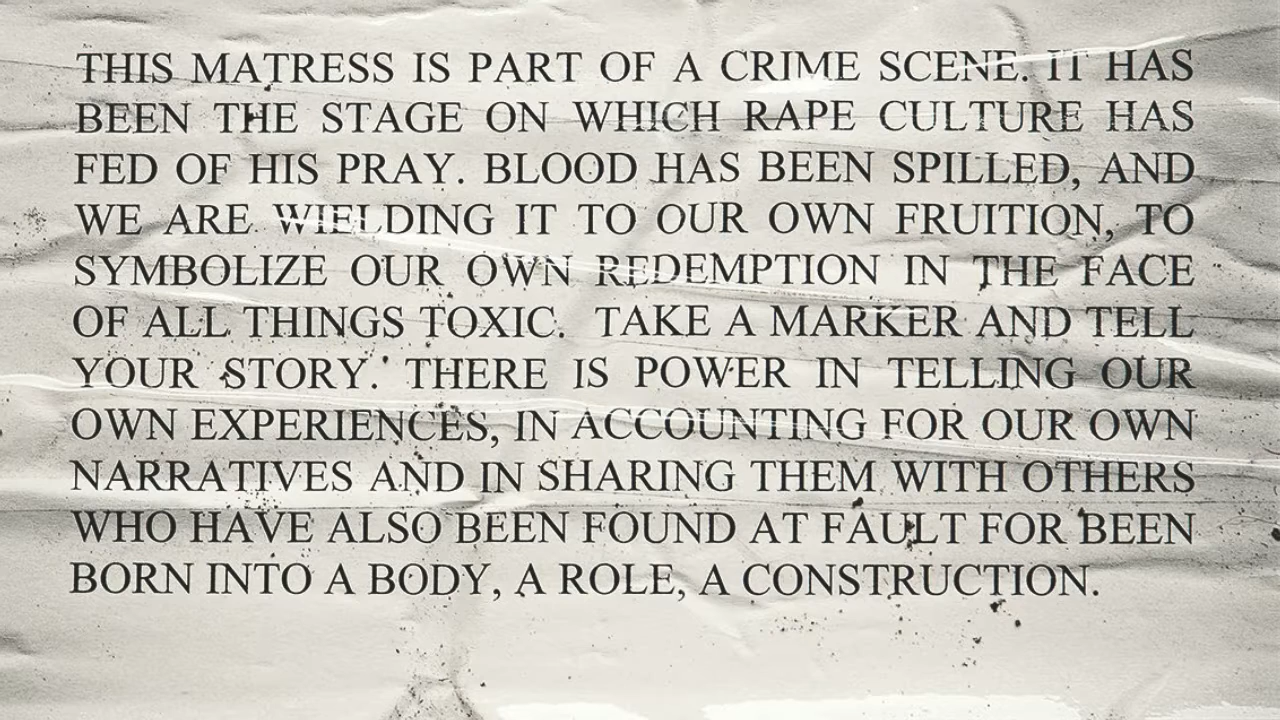 THIS MATRESS IS PART OF A CRIME SCENE. IT HAS
BEEN THE STAGE ON WHICH RAPE CULTURE HAS
FED OF HIS PRAY. BLOOD HAS BEEN SPILLED, AND
WE ARE WIELDING IT TO OUR OWN FRUITION, TO
SYMBOLIZE OUR OWN REDEMPTION IN THE FACE
OF ALL THINGS TOXIC. TAKE A MARKER AND TELL
YOUR STORY. THERE IS POWER IN TELLING OUR
OWN EXPERIENCES, IN ACCOUNTING FOR OUR OWN
NARRATIVES AND IN SHARING THEM WITH OTHERS
WHO HAVE ALSO BEEN FOUND AT FAULT FOR BEEN
BORN INTO A BODY, A ROLE, A CONSTRUCTION.